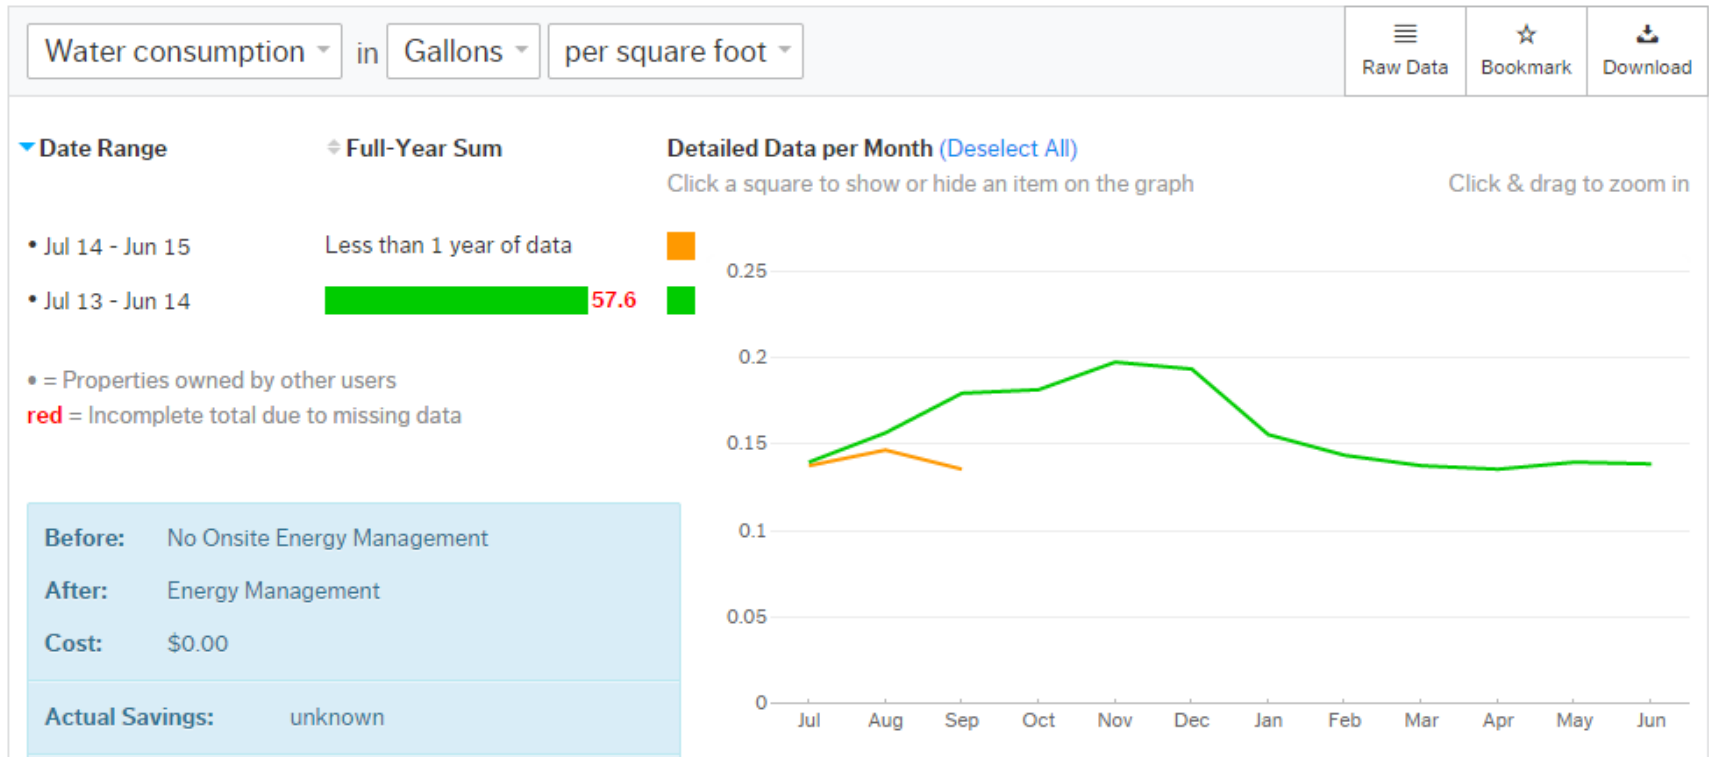 Water consumption in Gallons per square foot
Raw Data
Bookmark
Download
Date Range
Full-Year Sum
Detailed Data per Month (Deselect All)
Click a square to show or hide an item on the graph
Click & drag to zoom in
• Jul 14 - Jun 15
Less than 1 year of data
• Jul 13 - Jun 14
57.6
• = Properties owned by other users
red = Incomplete total due to missing data
Before: No Onsite Energy Management
After: Energy Management
Cost: $0.00
Actual Savings: unknown
0.25
0.2
0.15
0.1
0.05
0
Jul Aug Sep Oct Nov Dec Jan Feb Mar Apr May Jun